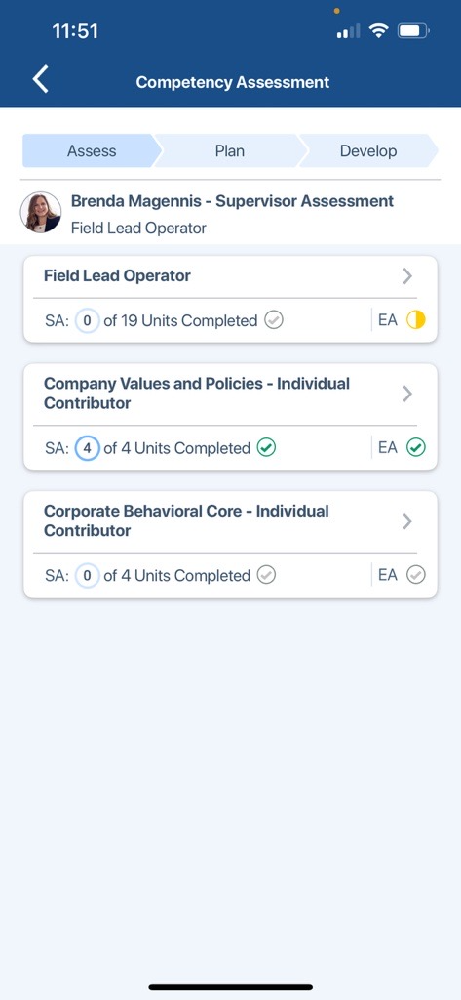 11:51
Competency Assessment
Assess
Plan
Develop
Brenda Magennis - Supervisor Assessment
Field Lead Operator
Field Lead Operator
SA: 0 of 19 Units Completed
EA
Company Values and Policies - Individual
Contributor
SA: 4 of 4 Units Completed
EA
Corporate Behavioral Core - Individual
Contributor
SA: 0 of 4 Units Completed
EA